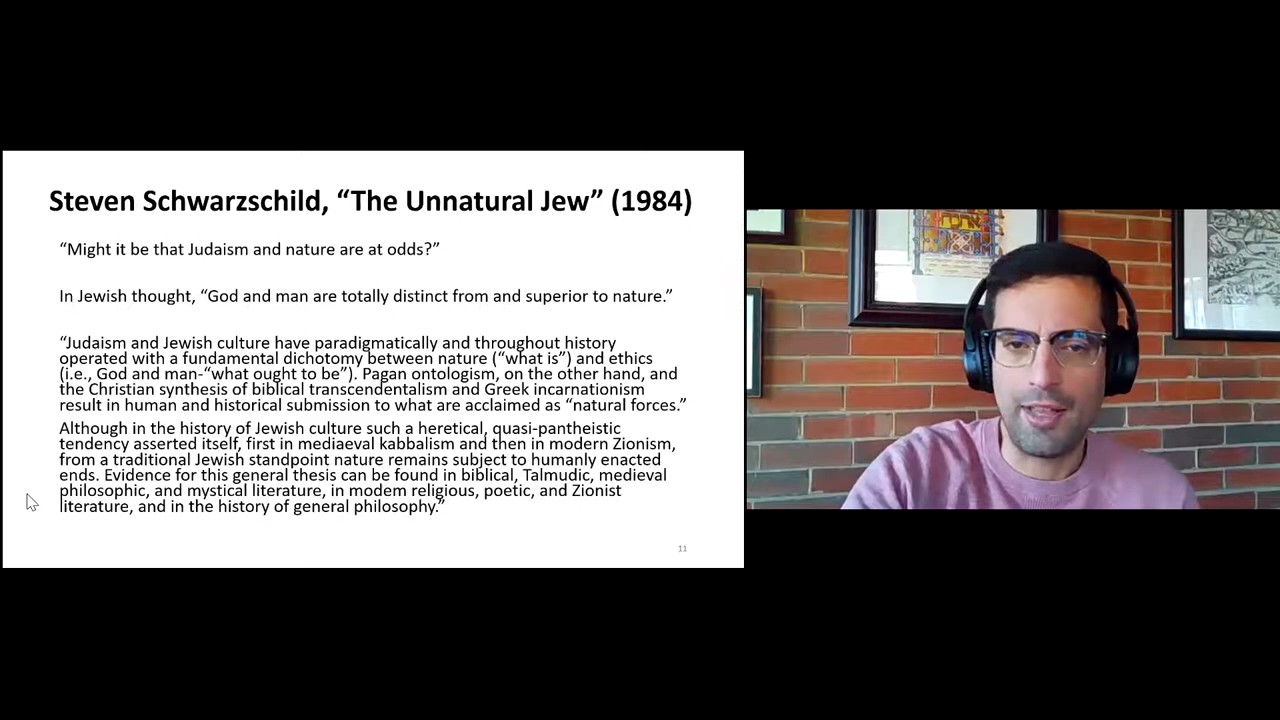 Steven Schwarzschild, “The Unnatural Jew” (1984)
“Might it be that Judaism and nature are at odds?”
In Jewish thought, “God and man are totally distinct from and superior to nature.”
“Judaism and Jewish culture have paradigmatically and throughout history
operated with a fundamental dichotomy between nature (“what is”) and ethics
(i.e., God and man-“what ought to be”). Pagan ontologism, on the other hand, and
the Christian synthesis of biblical transcendentalism and Greek incarnationism
result in human and historical submission to what are acclaimed as “natural forces.”
Although in the history of Jewish culture such a heretical, quasi-pantheistic
tendency asserted itself, first in mediaeval kabbalism and then in modern Zionism,
from a traditional Jewish standpoint nature remains subject to humanly enacted
ends. Evidence for this general thesis can be found in biblical, Talmudic, medieval
philosophic, and mystical literature, in modem religious, poetic, and Zionist
literature, and in the history of general philosophy.”
11